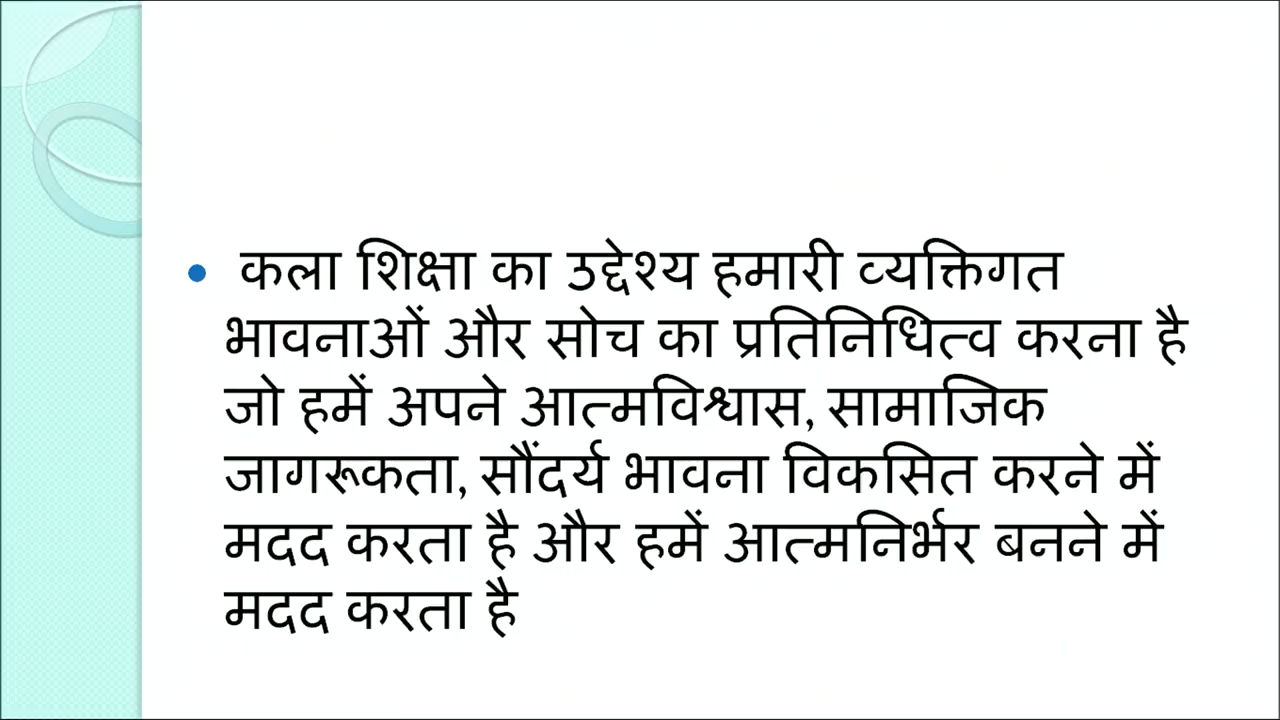 • कला शिक्षा का उद्देश्य हमारी व्यक्तिगत
भावनाओं और सोच का प्रतिनिधित्व करना है
जो हमें अपने आत्मविश्वास, सामाजिक
जागरूकता, सौंदर्य भावना विकसित करने में
मदद करता है और हमें आत्मनिर्भर बनने में
मदद करता है